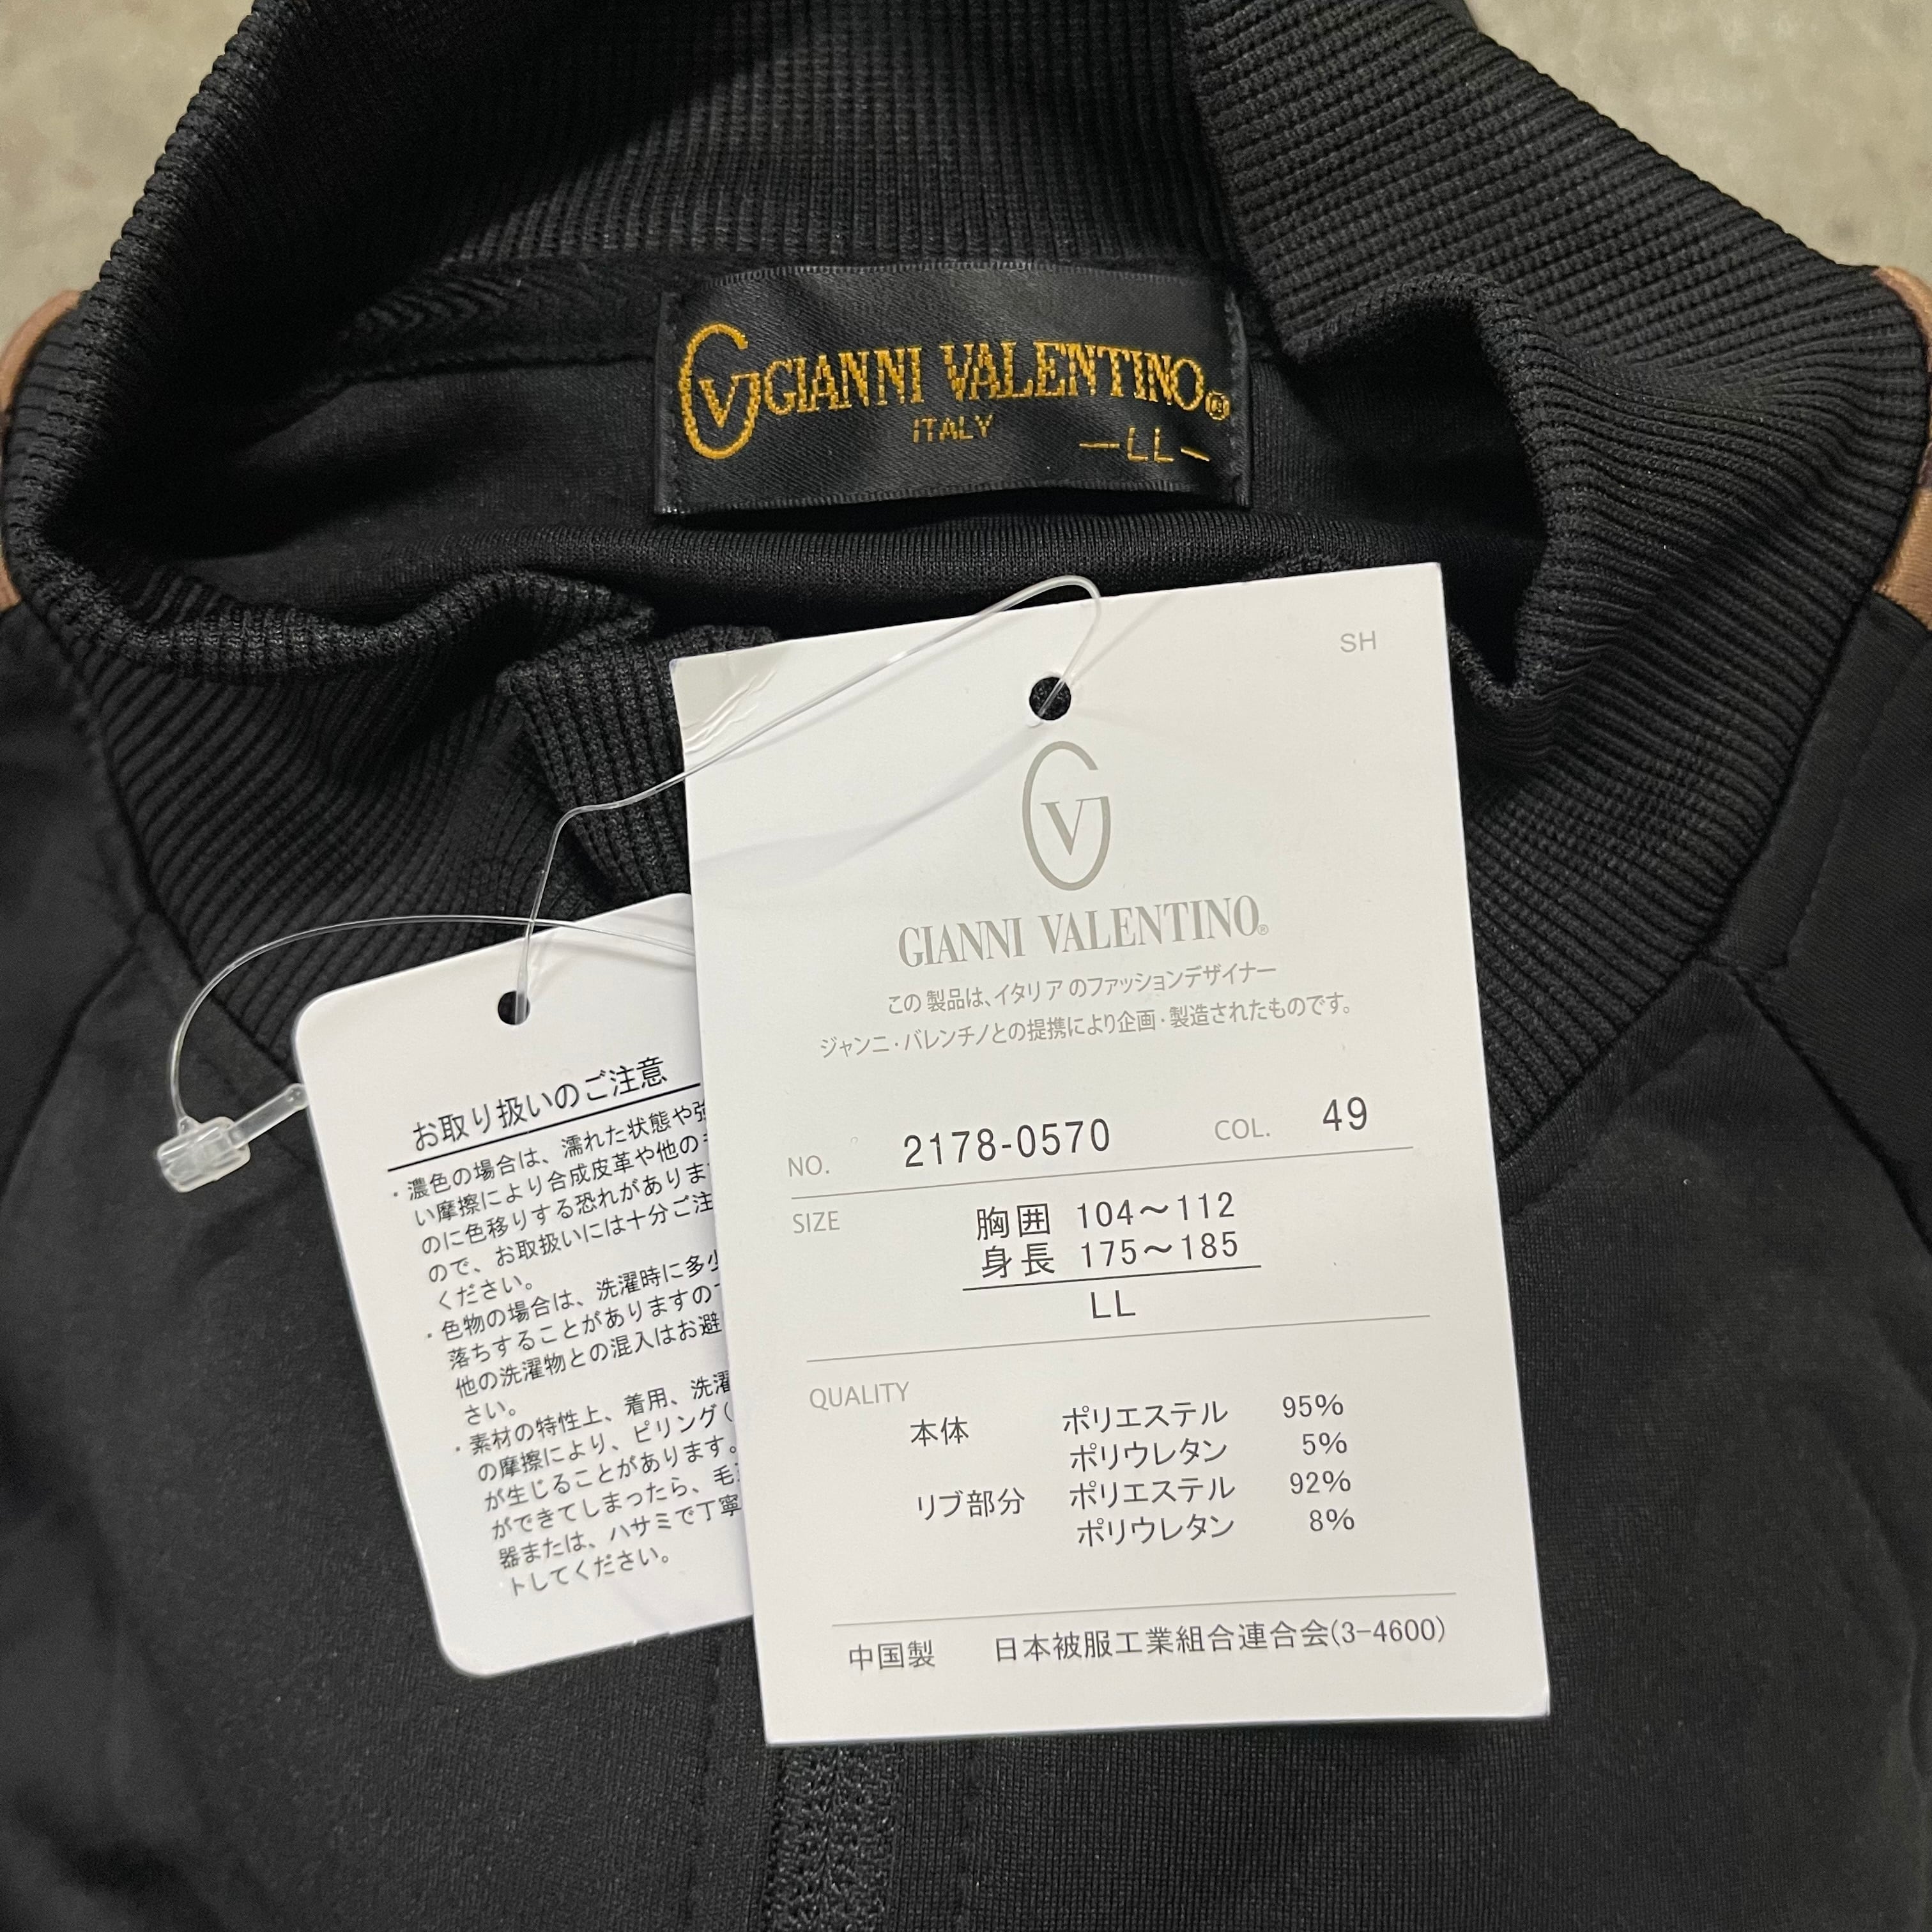 GV GIANNI VALENTINO®
ITALY
—LL—
SH
GV
GIANNI VALENTINO®
この製品は、イタリアのファッションデザイナー
ジャンニ・バレンチノとの提携により企画・製造されたものです。
NO. 2178-0570 COL. 49
SIZE 胸囲 104～112
身長 175～185
LL
QUALITY
本体 ポリエステル 95%
ポリウレタン 5%
リブ部分 ポリエステル 92%
ポリウレタン 8%
中国製 日本被服工業組合連合会(3-4600)
お取り扱いのご注意
・濃色の場合は、濡れた状態や強
い摩擦により合成皮革や他の
のに色移りする恐れがありま
ので、お取扱いには十分ご注
ください。
・色物の場合は、洗濯時に多少
落ちすることがありますので
他の洗濯物との混入はお避
さい。
・素材の特性上、着用、洗濯
の摩擦により、ピリング(
が生じることがあります。
ができてしまったら、毛
器または、ハサミで丁寧
トしてください。